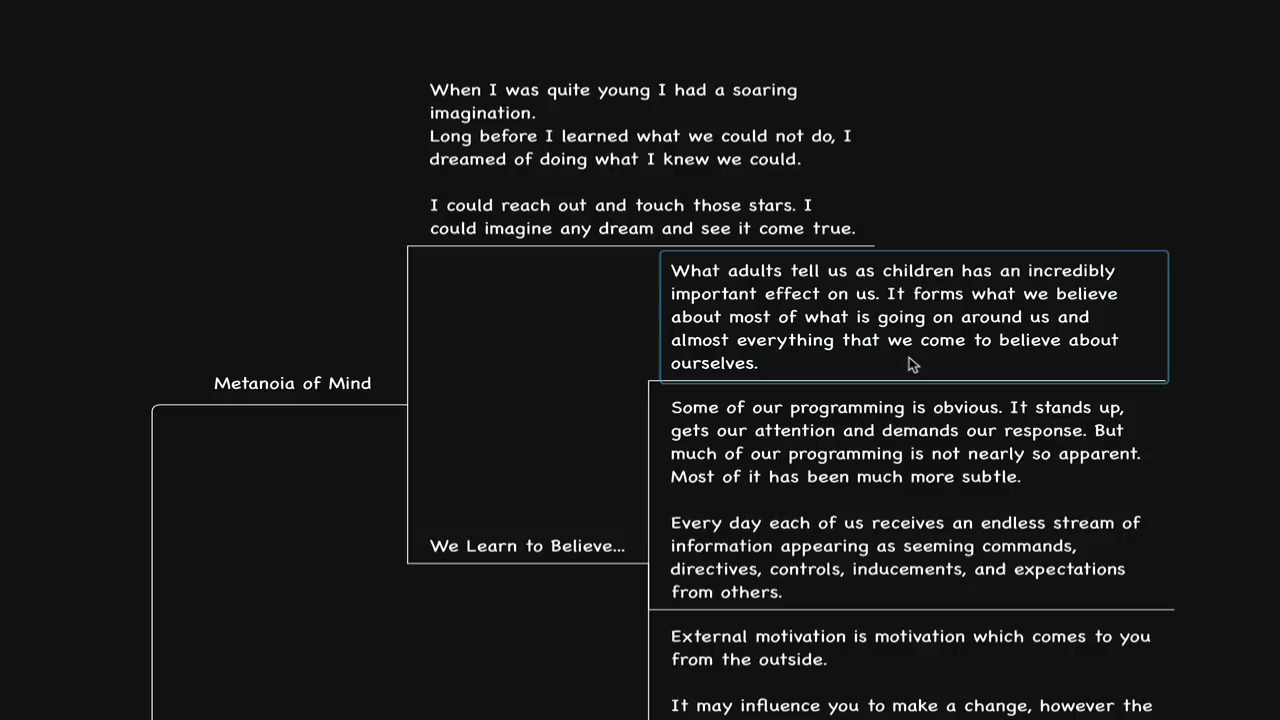 When I was quite young I had a soaring
imagination.
Long before I learned what we could not do, I
dreamed of doing what I knew we could.
I could reach out and touch those stars. I
could imagine any dream and see it come true.
What adults tell us as children has an incredibly
important effect on us. It forms what we believe
about most of what is going on around us and
almost everything that we come to believe about
ourselves.
Metanoia of Mind
Some of our programming is obvious. It stands up,
gets our attention and demands our response. But
much of our programming is not nearly so apparent.
Most of it has been much more subtle.
Every day each of us receives an endless stream of
information appearing as seeming commands,
directives, controls, inducements, and expectations
from others.
We Learn to Believe...
External motivation is motivation which comes to you
from the outside.
It may influence you to make a change, however the